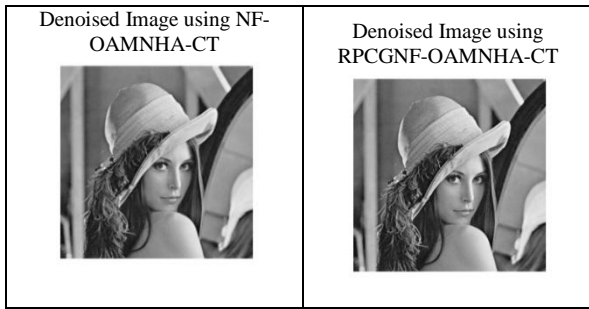 Denoised Image using NF-
OAMNHA-CT
Denoised Image using
RPCGNF-OAMNHA-CT